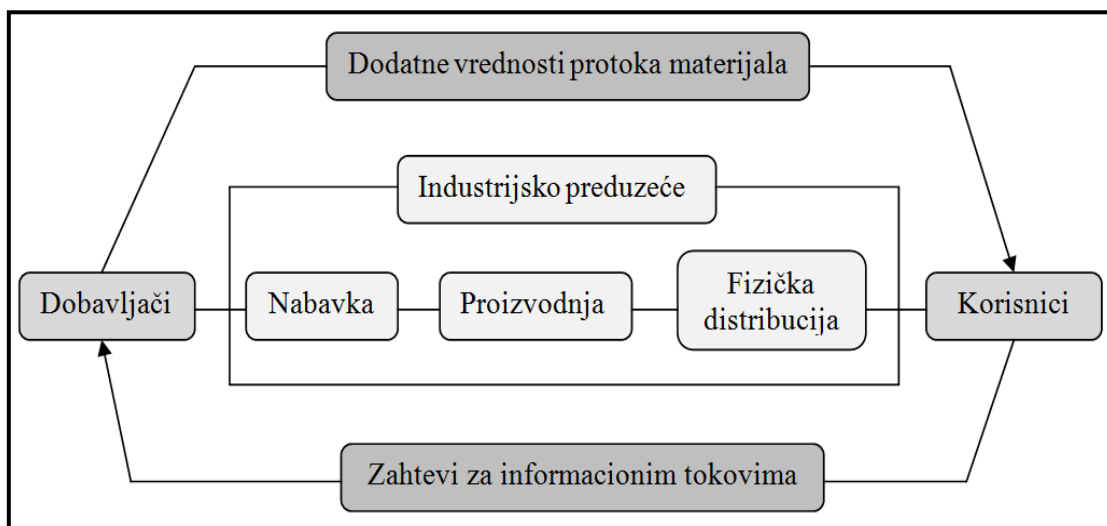 Dodatne vrednosti protoka materijala
Industrijsko preduzeće
Dobavljači
Nabavka
Proizvodnja
Fizička
distribucija
Korisnici
Zahtevi za informacionim tokovima